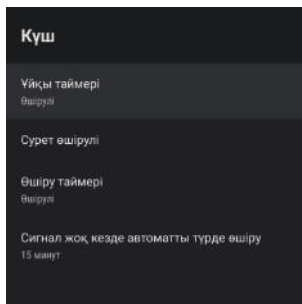 Күш
Ұйқы таймері
Өшірулі
Сурет өшірулі
Өшіру таймері
Өшірулі
Сигнал жоқ кезде автоматты түрде өшіру
15 минут